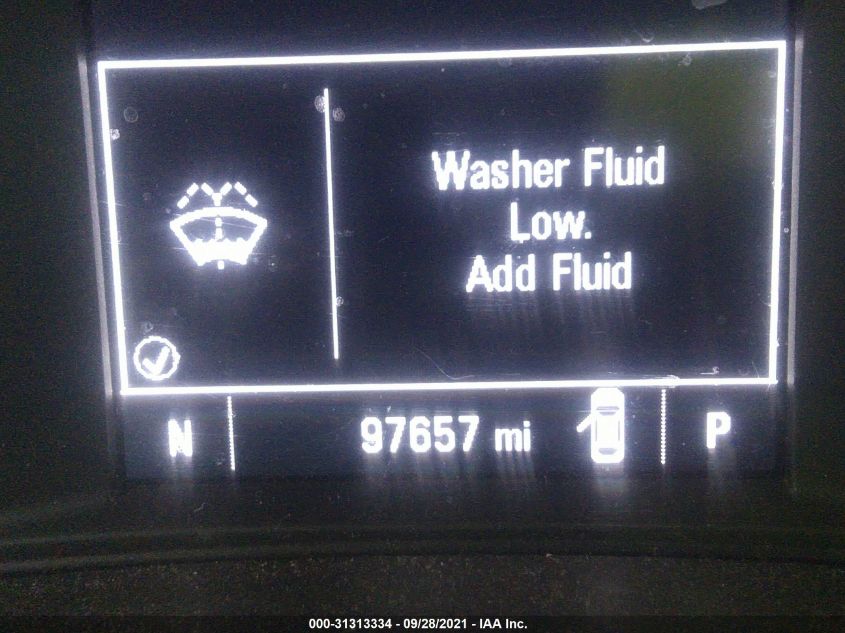 Washer Fluid
Low.
Add Fluid
N 97657 mi P
000-31313334 - 09/28/2021 - IAA Inc.